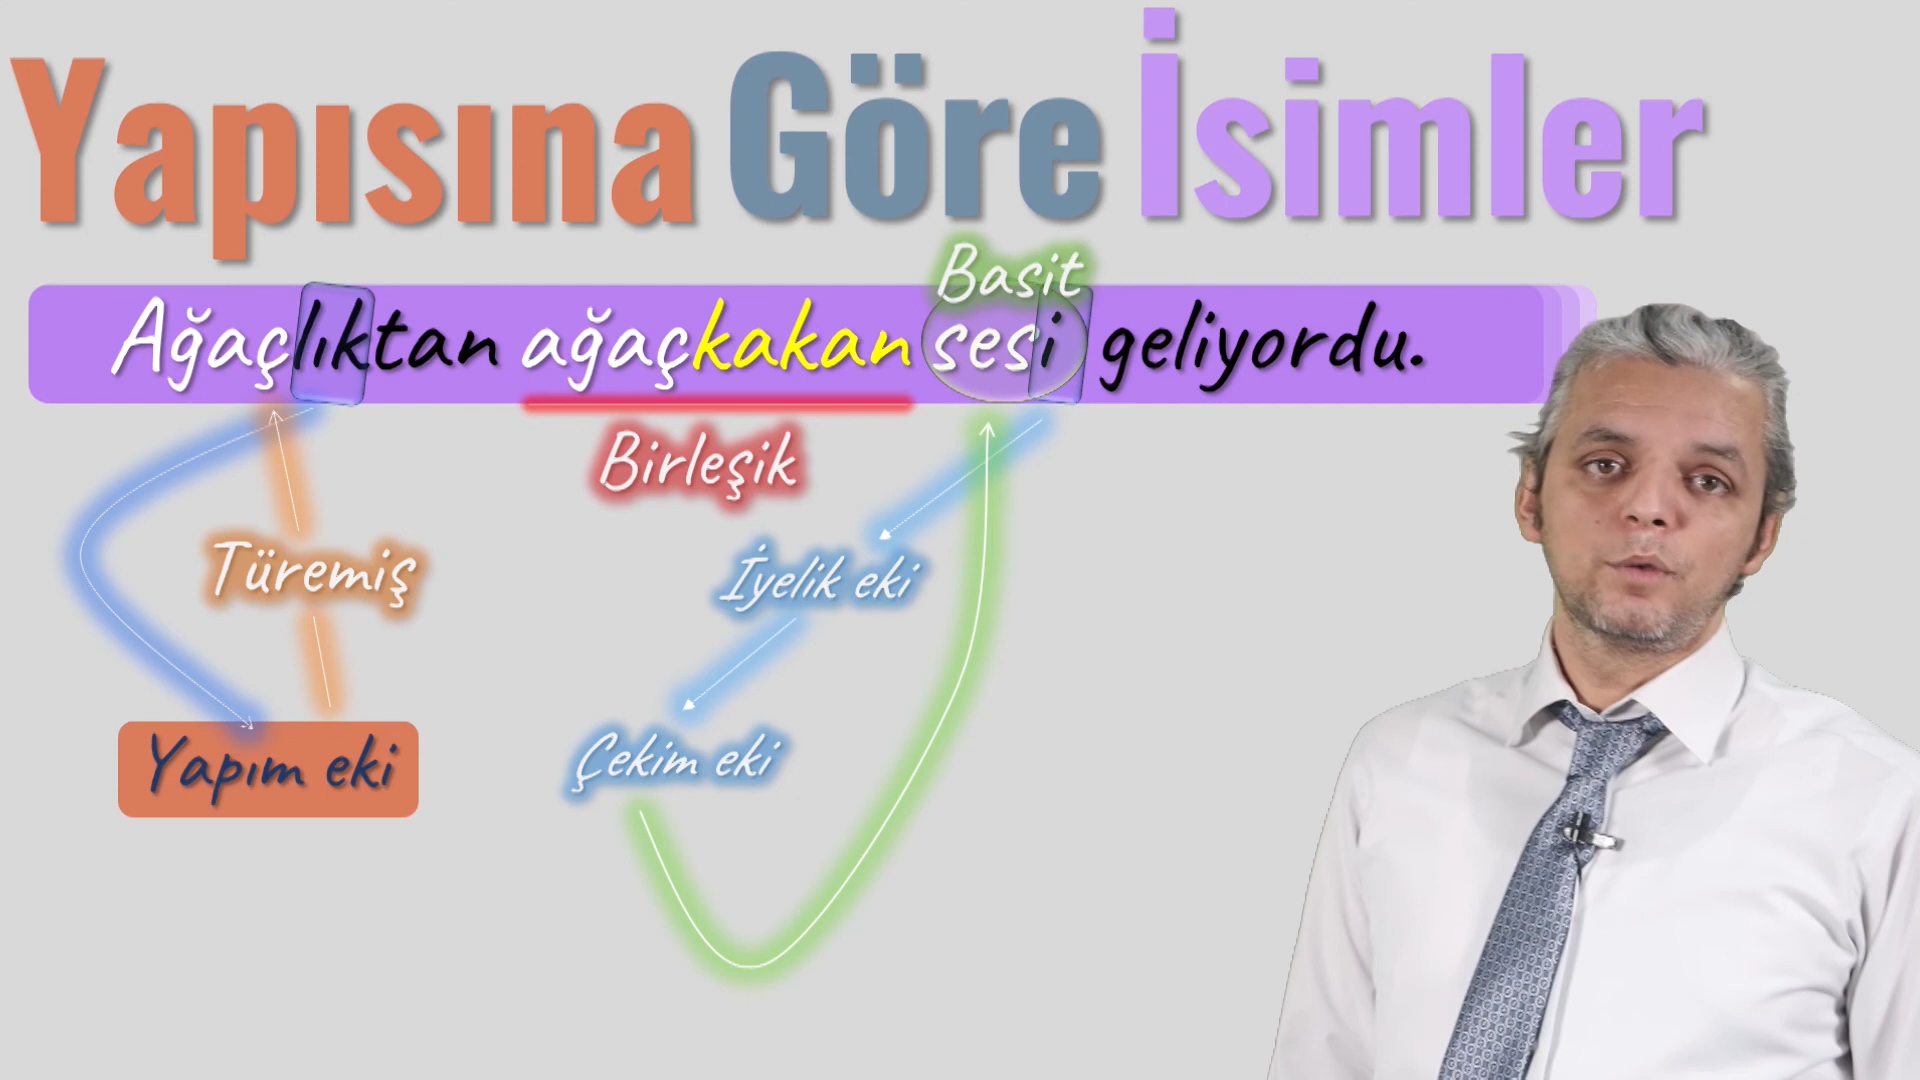 Yapısına Göre İsimler
Basit
Ağaçlıktan ağaçkakan sesi geliyordu.
Birleşik
Türemiş
İyelik eki
Yapım eki
Çekim eki